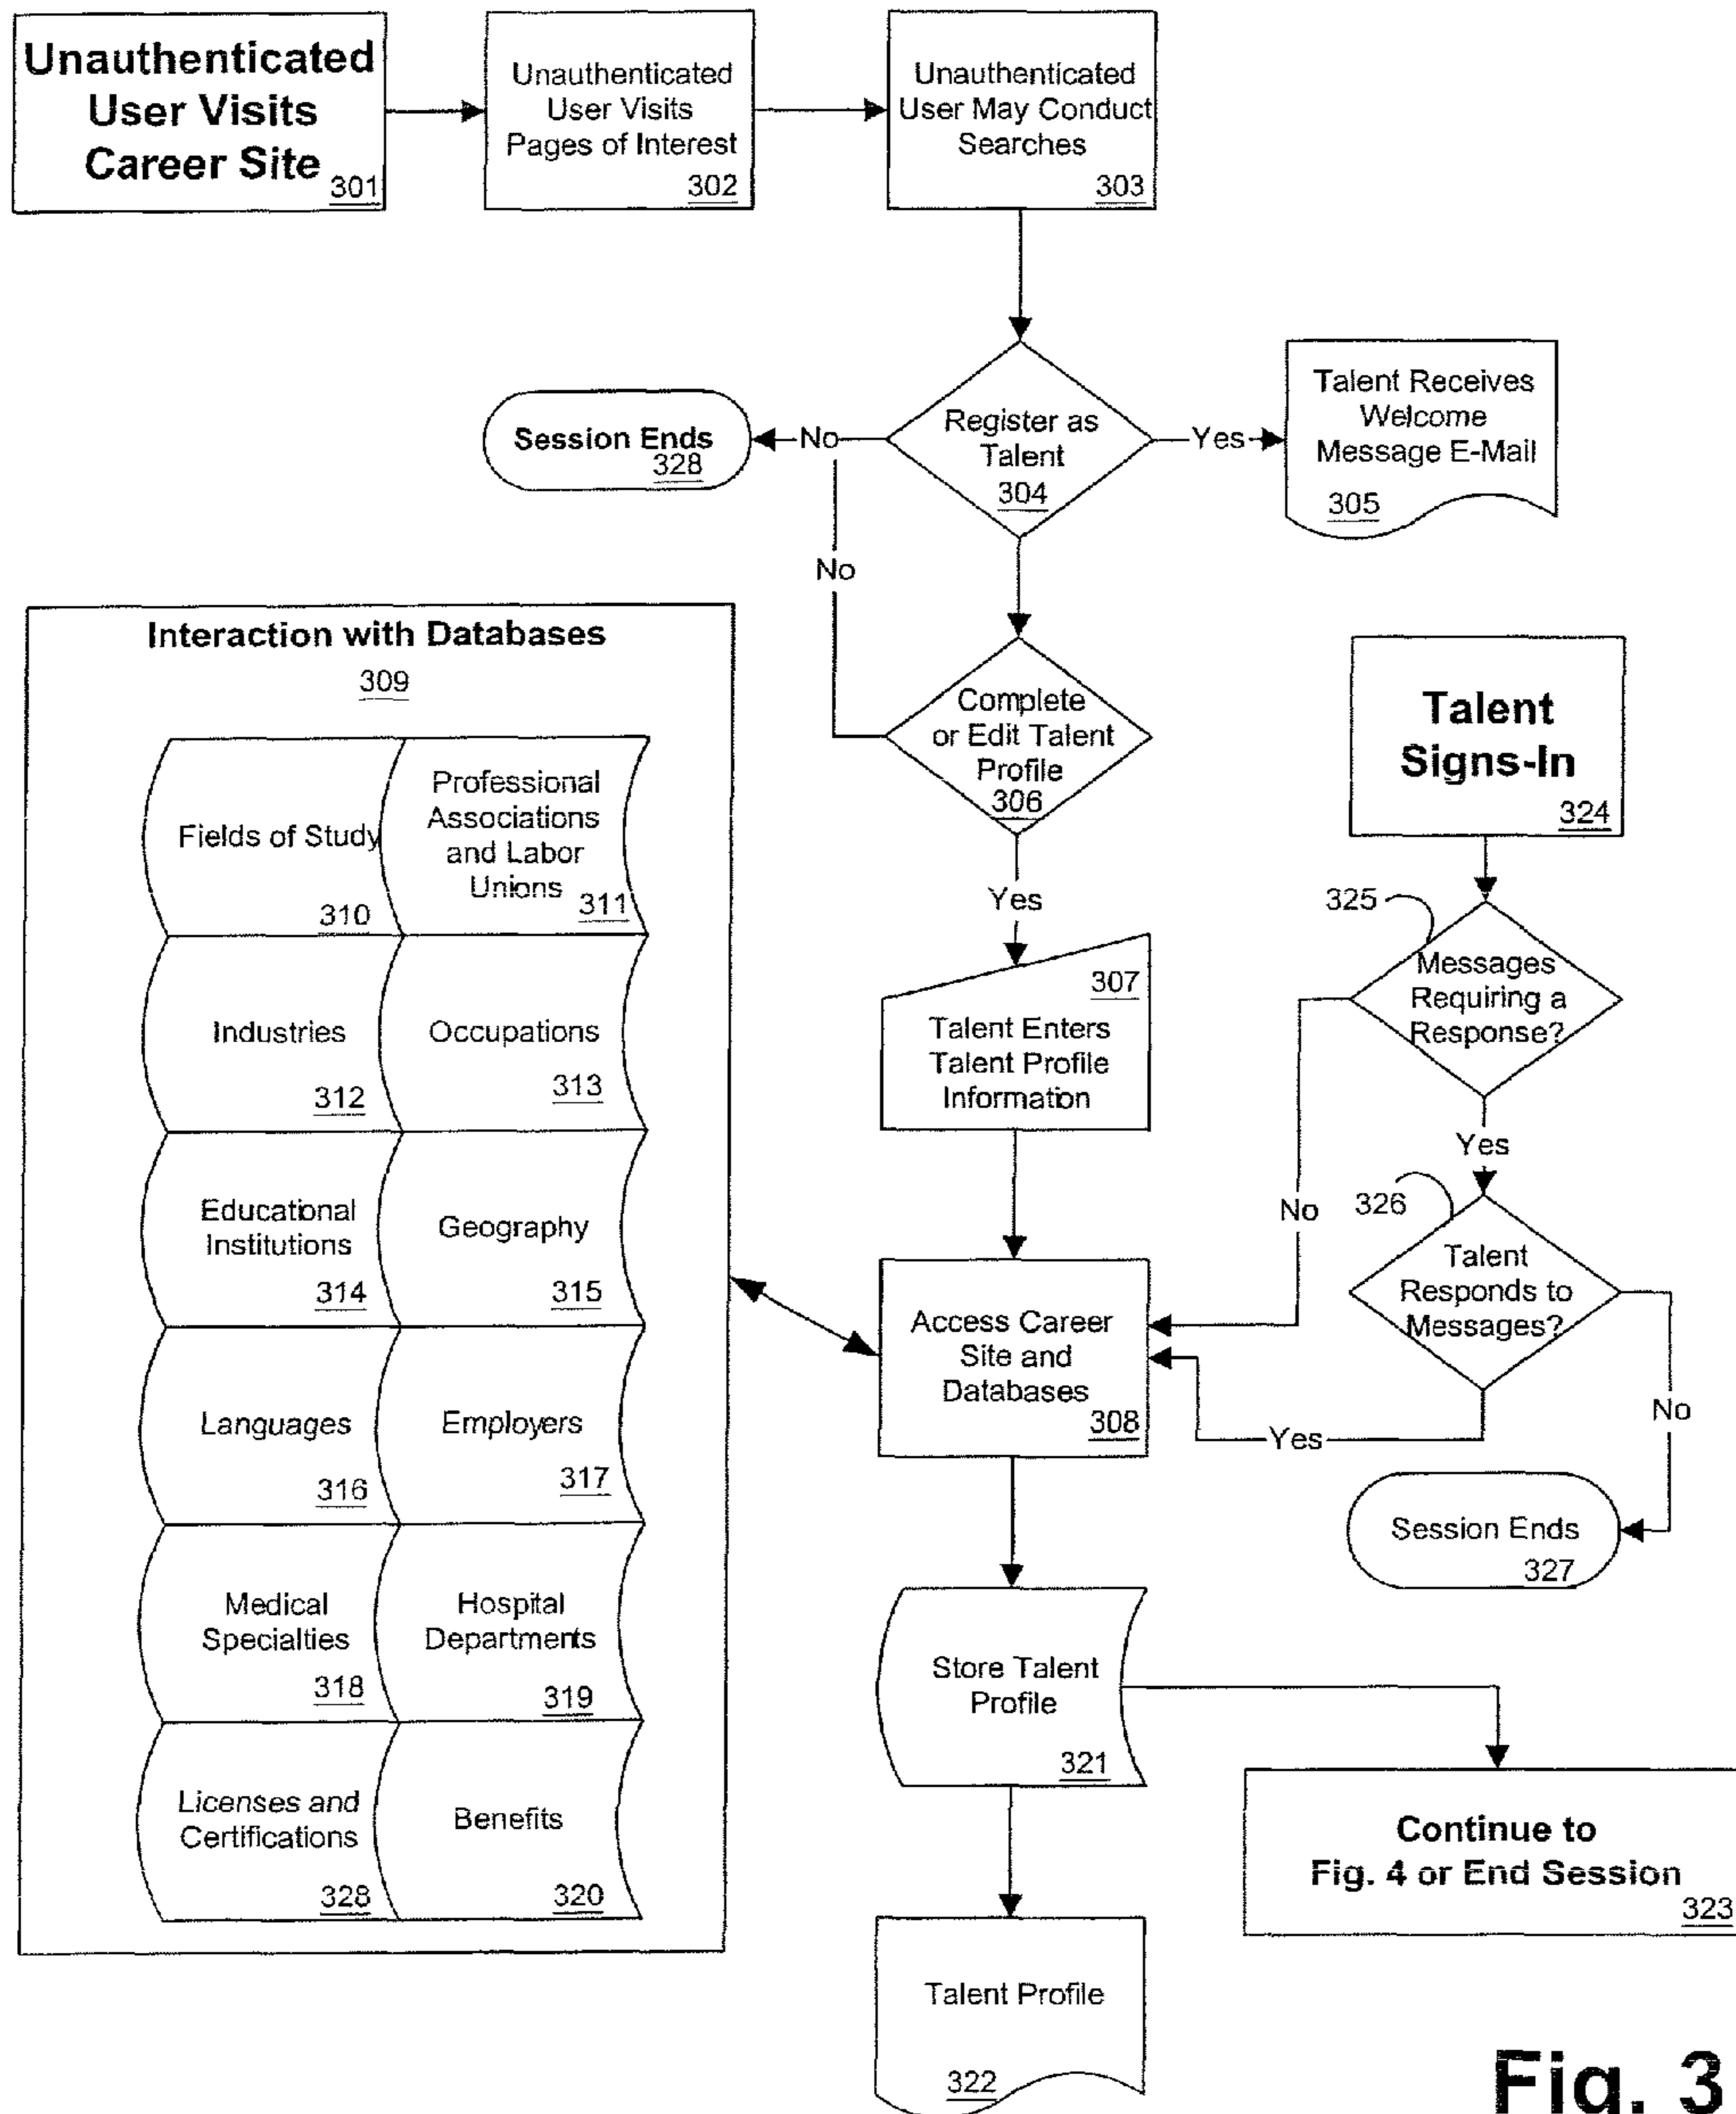 Unauthenticated
User Visits
Career Site
301
Unauthenticated
User Visits
Pages of Interest
302
Unauthenticated
User May Conduct
Searches
303
Register as
Talent
304
No
Session Ends
328
Yes
Talent Receives
Welcome
Message E-Mail
305
No
Complete
or Edit Talent
Profile
306
Yes
307
Talent Enters
Talent Profile
Information
Interaction with Databases
309
Fields of Study
310
Professional
Associations
and Labor
Unions
311
Industries
312
Occupations
313
Educational
Institutions
314
Geography
315
Languages
316
Employers
317
Medical
Specialties
318
Hospital
Departments
319
Licenses and
Certifications
328
Benefits
320
Access Career
Site and
Databases
308
Talent
Signs-In
324
325
Messages
Requiring a
Response?
No
Yes
326
Talent
Responds to
Messages?
Yes
No
Session Ends
327
Store Talent
Profile
321
Continue to
Fig. 4 or End Session
323
Talent Profile
322
Fig. 3